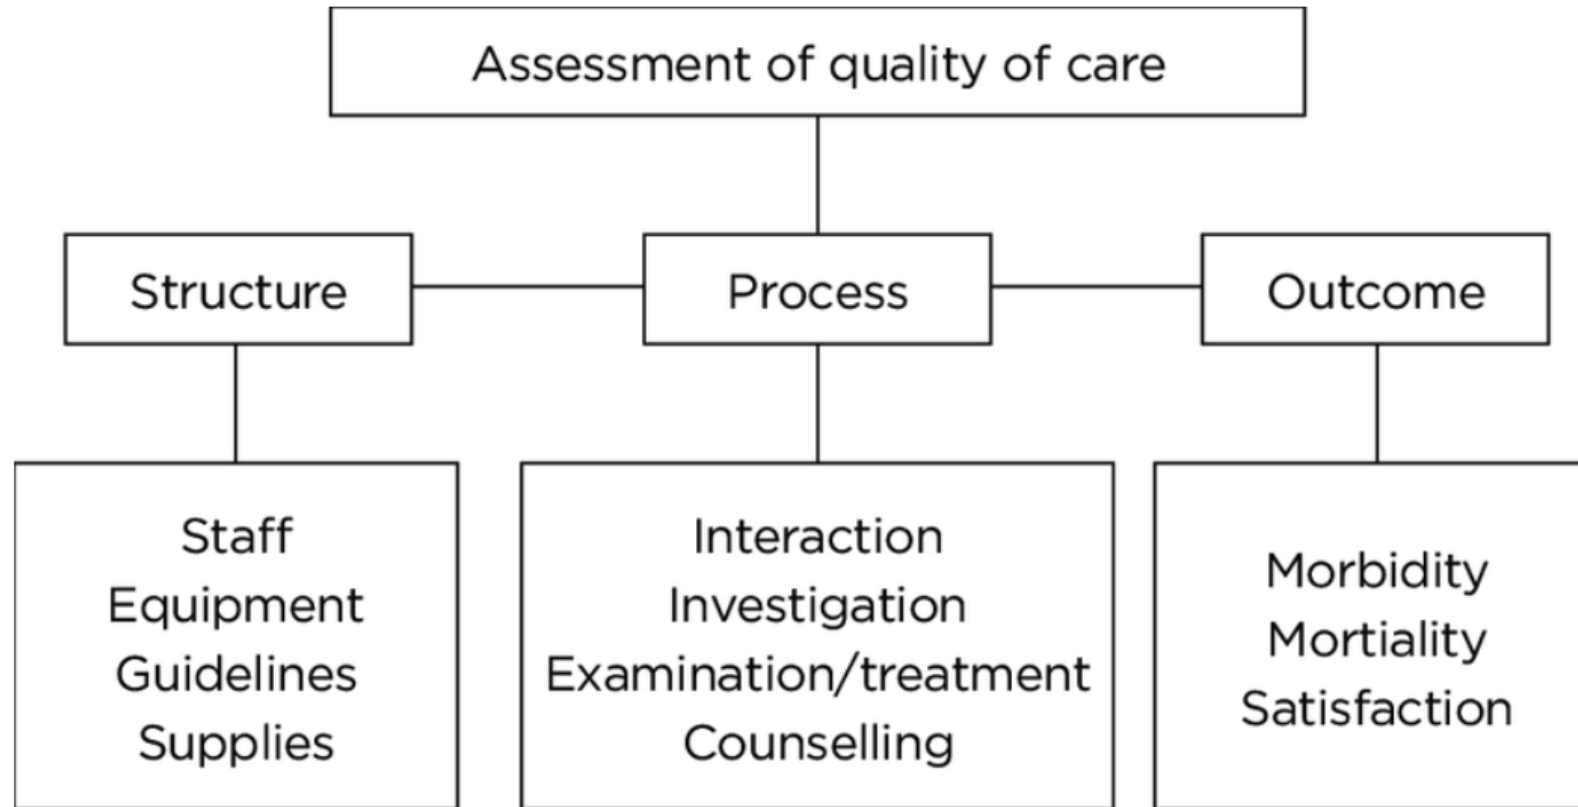 Assessment of quality of care
Structure
Process
Outcome
Staff
Equipment
Guidelines
Supplies
Interaction
Investigation
Examination/treatment
Counselling
Morbidity
Mortiality
Satisfaction